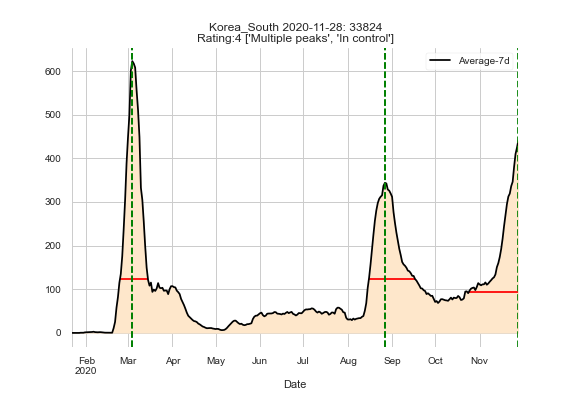 Korea_South 2020-11-28: 33824
Rating:4 ['Multiple peaks', 'In control']
Average-7d
600
500
400
300
200
100
0
Feb Mar Apr May Jun Jul Aug Sep Oct Nov
2020
Date